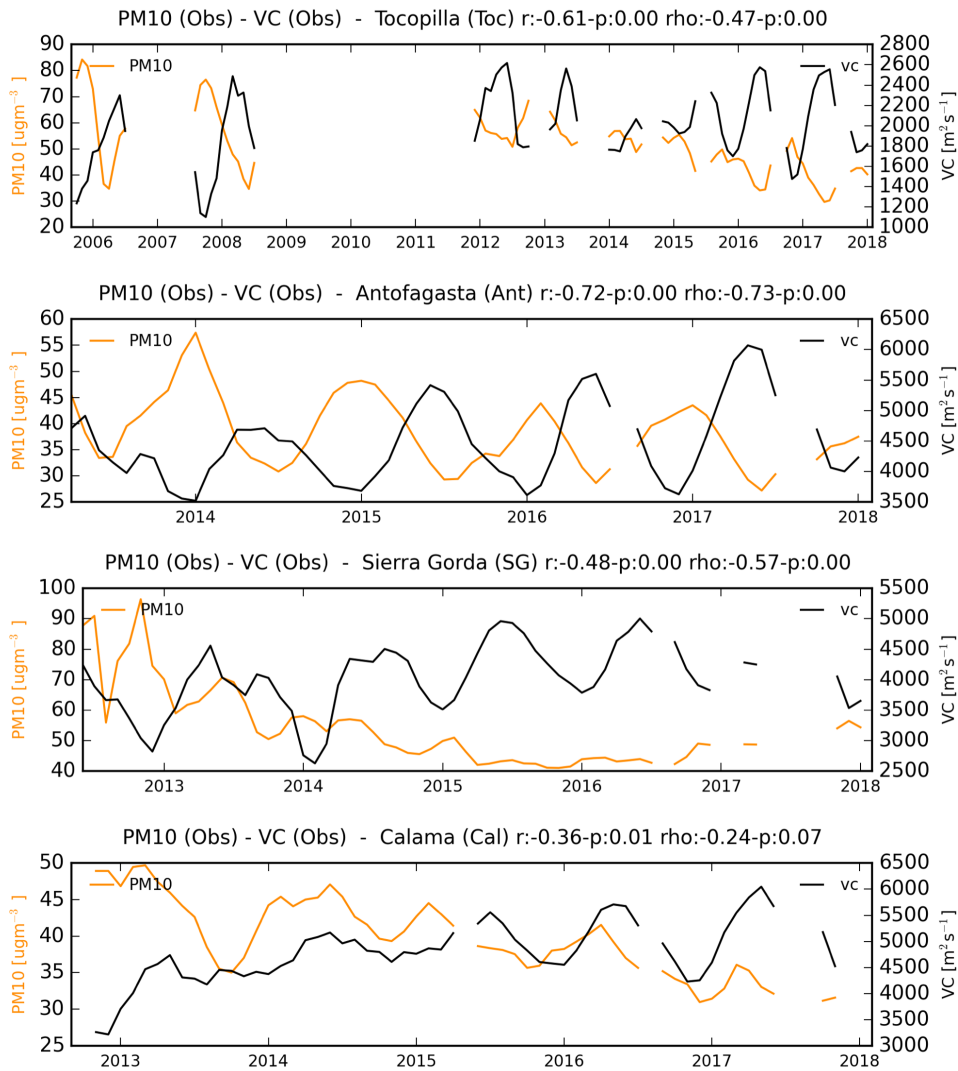 PM10 (Obs) - VC (Obs)  -  Tocopilla (Toc) r:-0.61-p:0.00 rho:-0.47-p:0.00
PM10 [ugm⁻³ ]
90
80
70
60
50
40
30
20
PM10
vc
2800
2600
2400
2200
2000
1800
1600
1400
1200
1000
VC [m² s⁻¹]
2006 2007 2008 2009 2010 2011 2012 2013 2014 2015 2016 2017 2018
PM10 (Obs) - VC (Obs)  -  Antofagasta (Ant) r:-0.72-p:0.00 rho:-0.73-p:0.00
PM10 [ugm⁻³ ]
60
55
50
45
40
35
30
25
PM10
vc
6500
6000
5500
5000
4500
4000
3500
VC [m² s⁻¹]
2014 2015 2016 2017 2018
PM10 (Obs) - VC (Obs)  -  Sierra Gorda (SG) r:-0.48-p:0.00 rho:-0.57-p:0.00
PM10 [ugm⁻³ ]
100
90
80
70
60
50
40
PM10
vc
5500
5000
4500
4000
3500
3000
2500
VC [m² s⁻¹]
2013 2014 2015 2016 2017 2018
PM10 (Obs) - VC (Obs)  -  Calama (Cal) r:-0.36-p:0.01 rho:-0.24-p:0.07
PM10 [ugm⁻³ ]
50
45
40
35
30
25
PM10
vc
6500
6000
5500
5000
4500
4000
3500
3000
VC [m² s⁻¹]
2013 2014 2015 2016 2017 2018